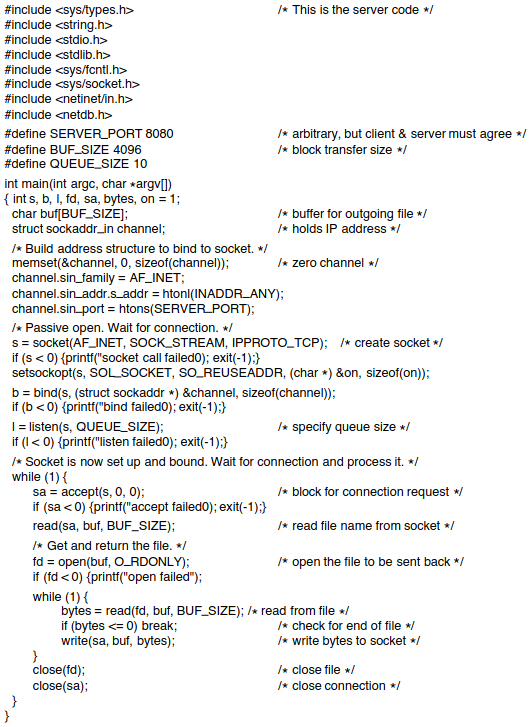 #include <sys/types.h> /* This is the server code */
#include <string.h>
#include <stdio.h>
#include <stdlib.h>
#include <sys/fcntl.h>
#include <sys/socket.h>
#include <netinet/in.h>
#include <netdb.h>
#define SERVER_PORT 8080 /* arbitrary, but client & server must agree */
#define BUF_SIZE 4096 /* block transfer size */
#define QUEUE_SIZE 10
int main(int argc, char *argv[])
{ int s, b, l, fd, sa, bytes, on = 1;
char buf[BUF_SIZE]; /* buffer for outgoing file */
struct sockaddr_in channel; /* holds IP address */
/* Build address structure to bind to socket. */
memset(&channel, 0, sizeof(channel)); /* zero channel */
channel.sin_family = AF_INET;
channel.sin_addr.s_addr = htonl(INADDR_ANY);
channel.sin_port = htons(SERVER_PORT);
/* Passive open. Wait for connection. */
s = socket(AF_INET, SOCK_STREAM, IPPROTO_TCP); /* create socket */
if (s < 0) {printf("socket call failed0); exit(-1);}
setsockopt(s, SOL_SOCKET, SO_REUSEADDR, (char *) &on, sizeof(on));
b = bind(s, (struct sockaddr *) &channel, sizeof(channel));
if (b < 0) {printf("bind failed0); exit(-1);}
l = listen(s, QUEUE_SIZE); /* specify queue size */
if (l < 0) {printf("listen failed0); exit(-1);}
/* Socket is now set up and bound. Wait for connection and process it. */
while (1) {
sa = accept(s, 0, 0); /* block for connection request */
if (sa < 0) {printf("accept failed0); exit(-1);}
read(sa, buf, BUF_SIZE); /* read file name from socket */
/* Get and return the file. */
fd = open(buf, O_RDONLY); /* open the file to be sent back */
if (fd < 0) {printf("open failed");
while (1) {
bytes = read(fd, buf, BUF_SIZE); /* read from file */
if (bytes <= 0) break; /* check for end of file */
write(sa, buf, bytes); /* write bytes to socket */
}
close(fd); /* close file */
close(sa); /* close connection */
}
}